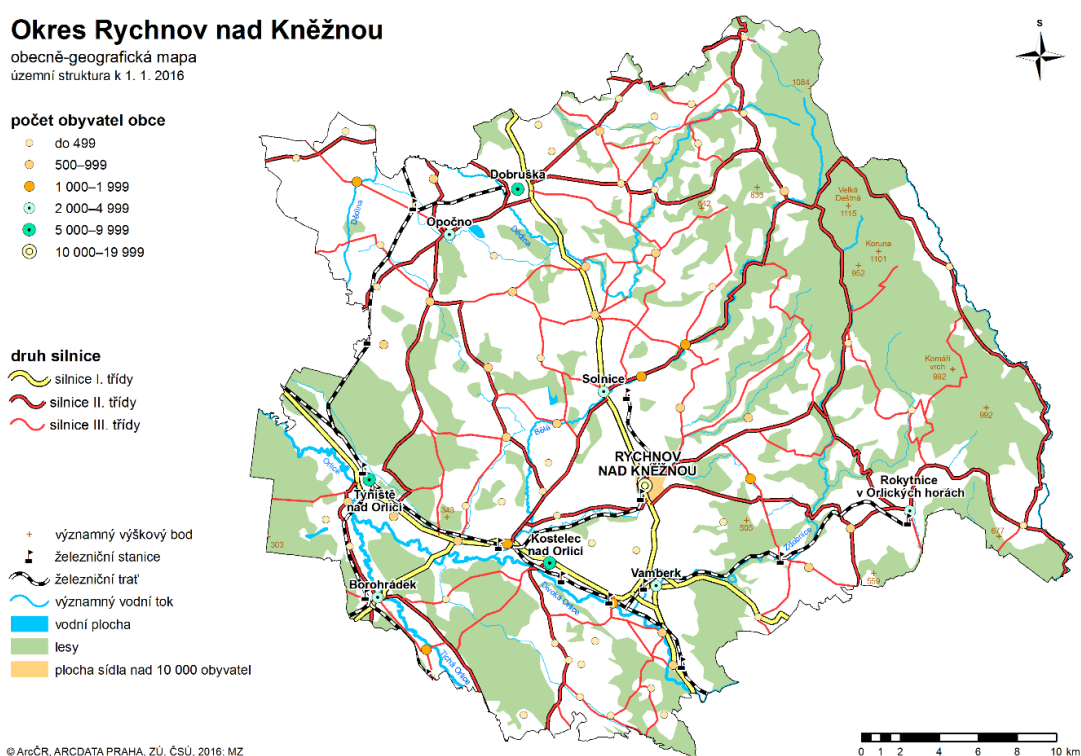 Okres Rychnov nad Kněžnou
obecně-geografická mapa
územní struktura k 1. 1. 2016
S
počet obyvatel obce
do 499
500–999
1 000–1 999
2 000–4 999
5 000–9 999
10 000–19 999
druh silnice
silnice I. třídy
silnice II. třídy
silnice III. třídy
významný výškový bod
železniční stanice
železniční trať
významný vodní tok
vodní plocha
lesy
plocha sídla nad 10 000 obyvatel
1084
Dobruška
Velká
Deštná
1115
835
642
Dědina
Opočno
Dědina
Koruna
1101
952
Komáří
vrch
992
992
Solnice
Bělá
RYCHNOV
NAD KNĚŽNOU
Orlice
Týniště
nad Orlicí
343
Rokytnice
v Orlických horách
505
677
303
Kostelec
nad Orlicí
Zdobnice
Vamberk
559
Borohrádek
Divoká Orlice
Tichá Orlice
© ArcČR, ARCDATA PRAHA, ZÚ, ČSÚ, 2016; MZ
0 1 2 4 6 8 10 km